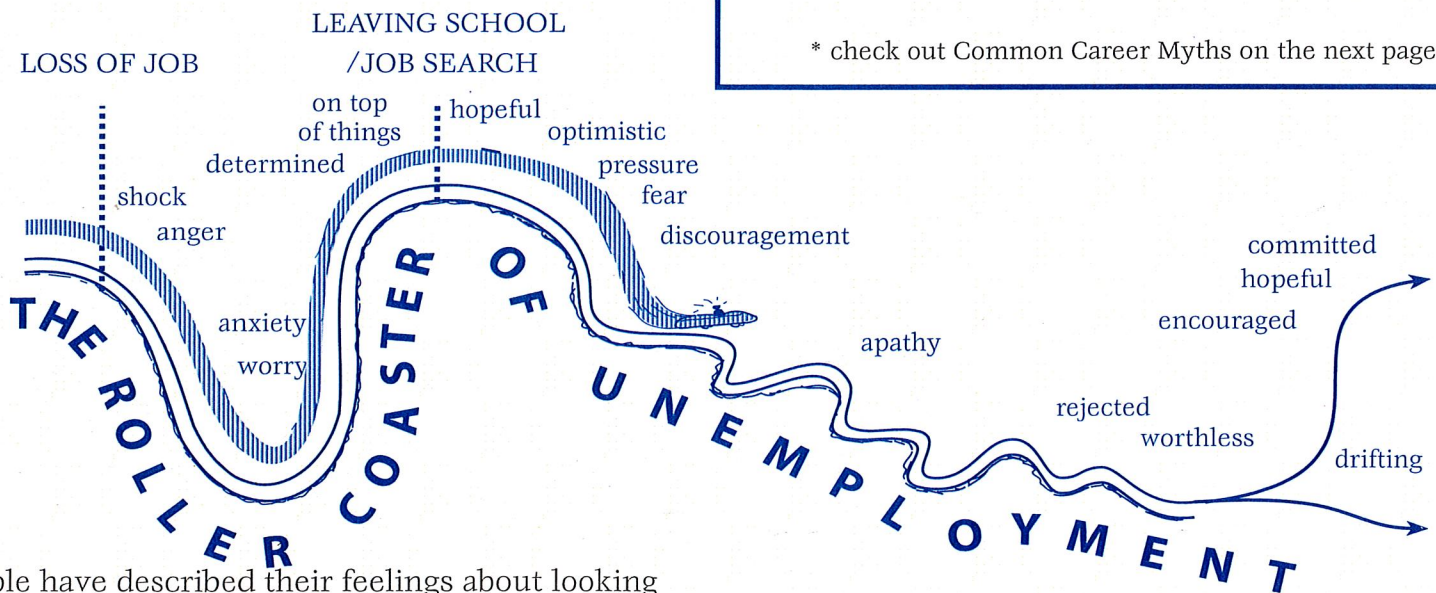 LEAVING SCHOOL
/JOB SEARCH
LOSS OF JOB
* check out Common Career Myths on the next page
on top
of things
hopeful
optimistic
determined
pressure
fear
shock
anger
discouragement
committed
hopeful
encouraged
anxiety
worry
apathy
rejected
worthless
drifting
THE ROLLER COASTER OF UNEMPLOYMENT
ple have described their feelings about looking